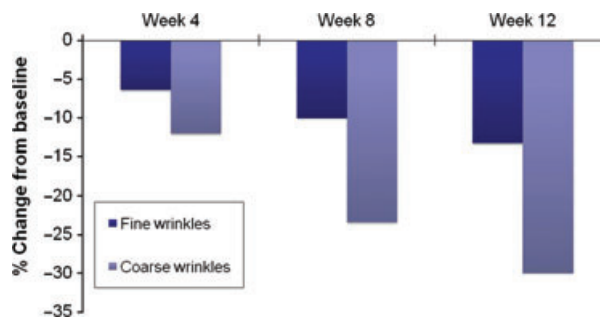 Week 4 Week 8 Week 12
0
–5
–10
–15
–20
–25
–30
–35
% Change from baseline
Fine wrinkles
Coarse wrinkles